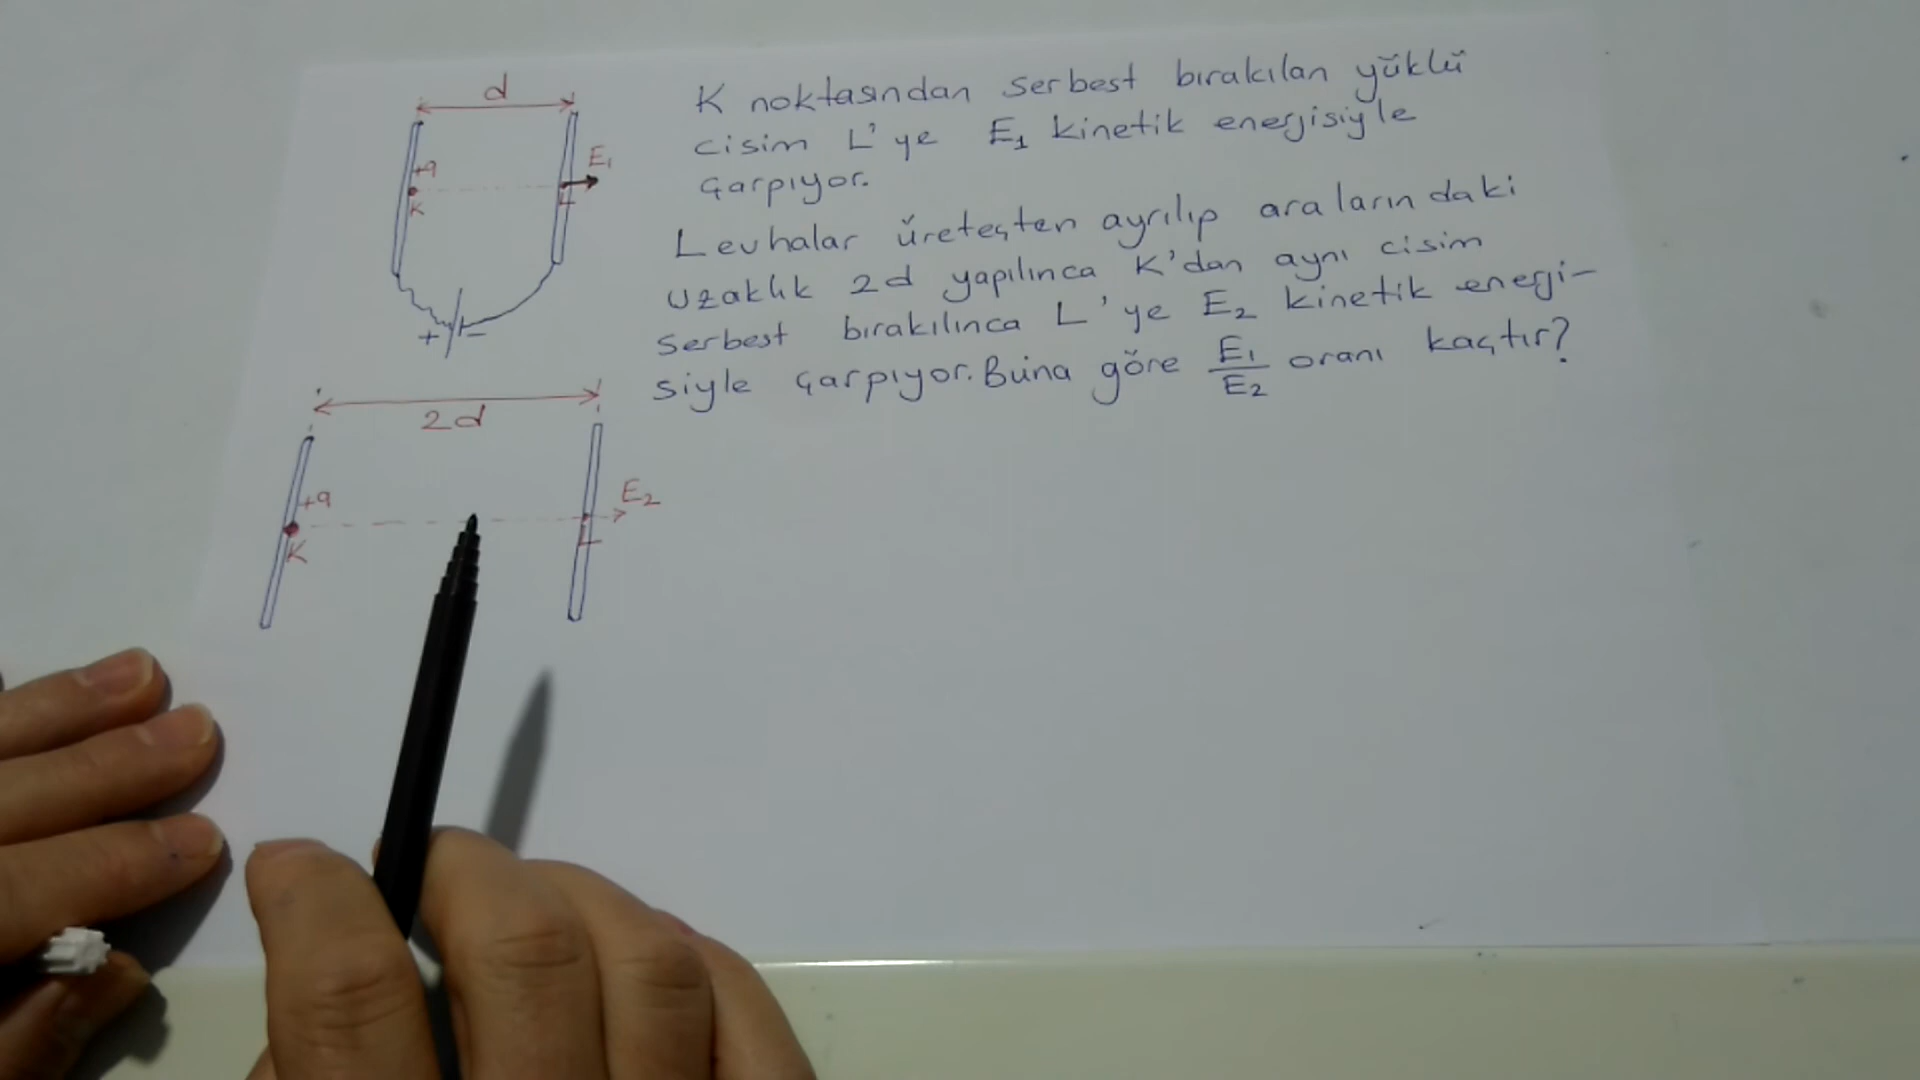 d
K noktasından serbest bırakılan yüklü
cisim L'ye E₁ kinetik enerjisiyle
çarpıyor.
Levhalar üreteçten ayrılıp aralarındaki
uzaklık 2d yapılınca K'dan aynı cisim
serbest bırakılınca L'ye E₂ kinetik enerji-
siyle çarpıyor. Buna göre E₁/E₂ oranı kaçtır?
+q
K
L
E₁
+ -
2d
+q
K
L
E₂